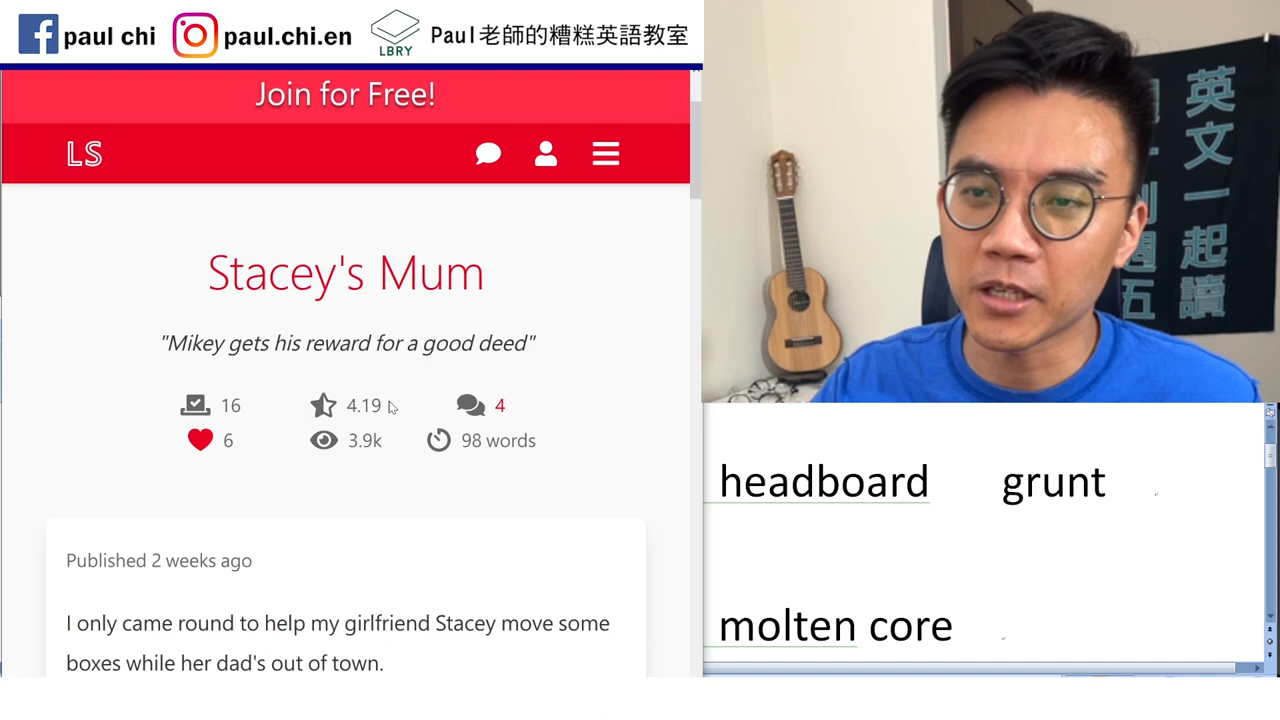 paul chi paul.chi.en LBRY Paul老師的糟糕英語教室
Join for Free!
LS
Stacey's Mum
"Mikey gets his reward for a good deed"
16 4.19 4
6 3.9k 98 words
Published 2 weeks ago
I only came round to help my girlfriend Stacey move some
boxes while her dad's out of town.
英文一起讀
週五
headboard grunt
molten core